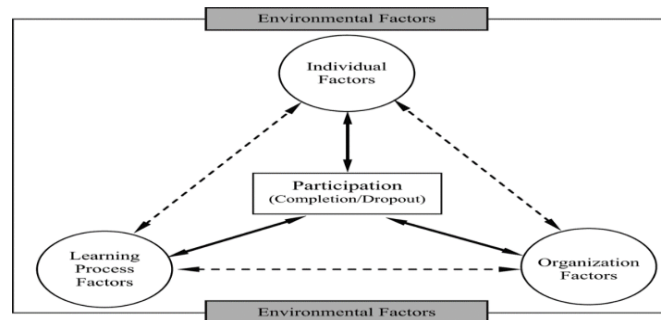 Environmental Factors
Individual
Factors
Participation
(Completion/Dropout)
Learning
Process
Factors
Organization
Factors
Environmental Factors